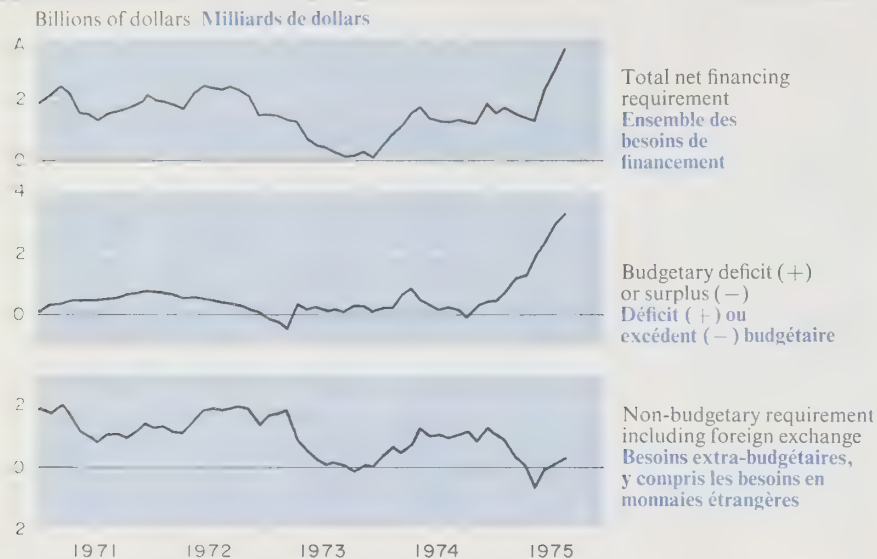 Billions of dollars Milliards de dollars
4
2
0
Total net financing
requirement
Ensemble des
besoins de
financement
4
2
0
Budgetary deficit (+)
or surplus (−)
Déficit (+) ou
excédent (−) budgétaire
2
0
2
Non-budgetary requirement
including foreign exchange
Besoins extra-budgétaires,
y compris les besoins en
monnaies étrangères
1971 1972 1973 1974 1975